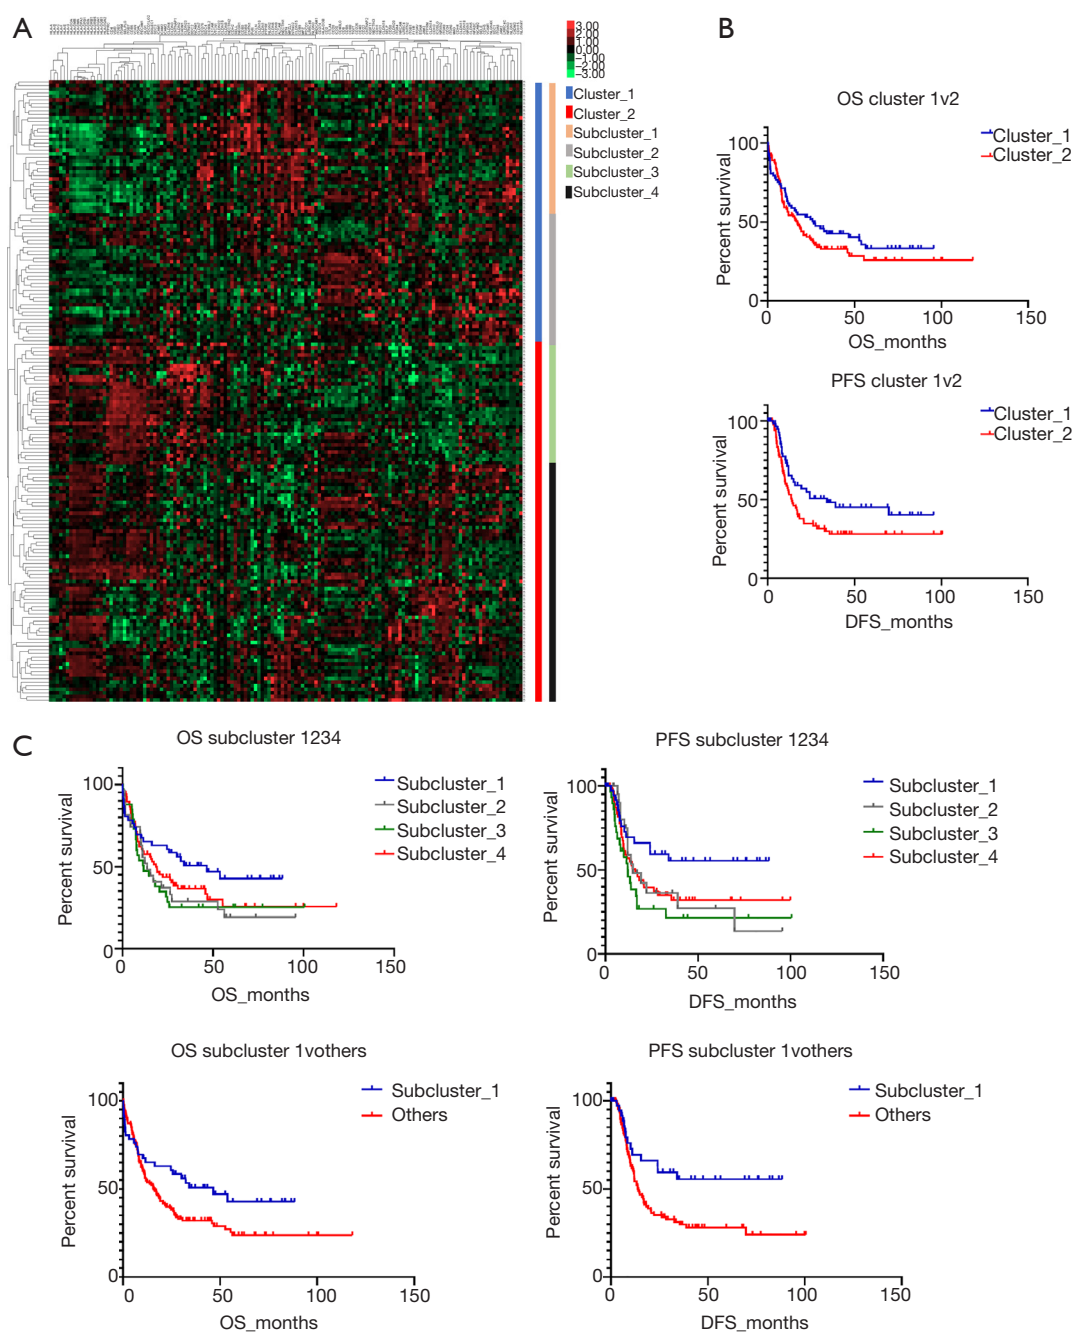 A
3.00
2.00
1.00
0.00
−1.00
−2.00
−3.00
Cluster_1
Cluster_2
Subcluster_1
Subcluster_2
Subcluster_3
Subcluster_4
B
OS cluster 1v2
Percent survival
100
50
0
0 50 100 150
OS_months
Cluster_1
Cluster_2
PFS cluster 1v2
Percent survival
100
50
0
0 50 100 150
DFS_months
Cluster_1
Cluster_2
C
OS subcluster 1234
Percent survival
100
50
0
0 50 100 150
OS_months
Subcluster_1
Subcluster_2
Subcluster_3
Subcluster_4
PFS subcluster 1234
Percent survival
100
50
0
0 50 100 150
DFS_months
Subcluster_1
Subcluster_2
Subcluster_3
Subcluster_4
OS subcluster 1vothers
Percent survival
100
50
0
0 50 100 150
OS_months
Subcluster_1
Others
PFS subcluster 1vothers
Percent survival
100
50
0
0 50 100 150
DFS_months
Subcluster_1
Others